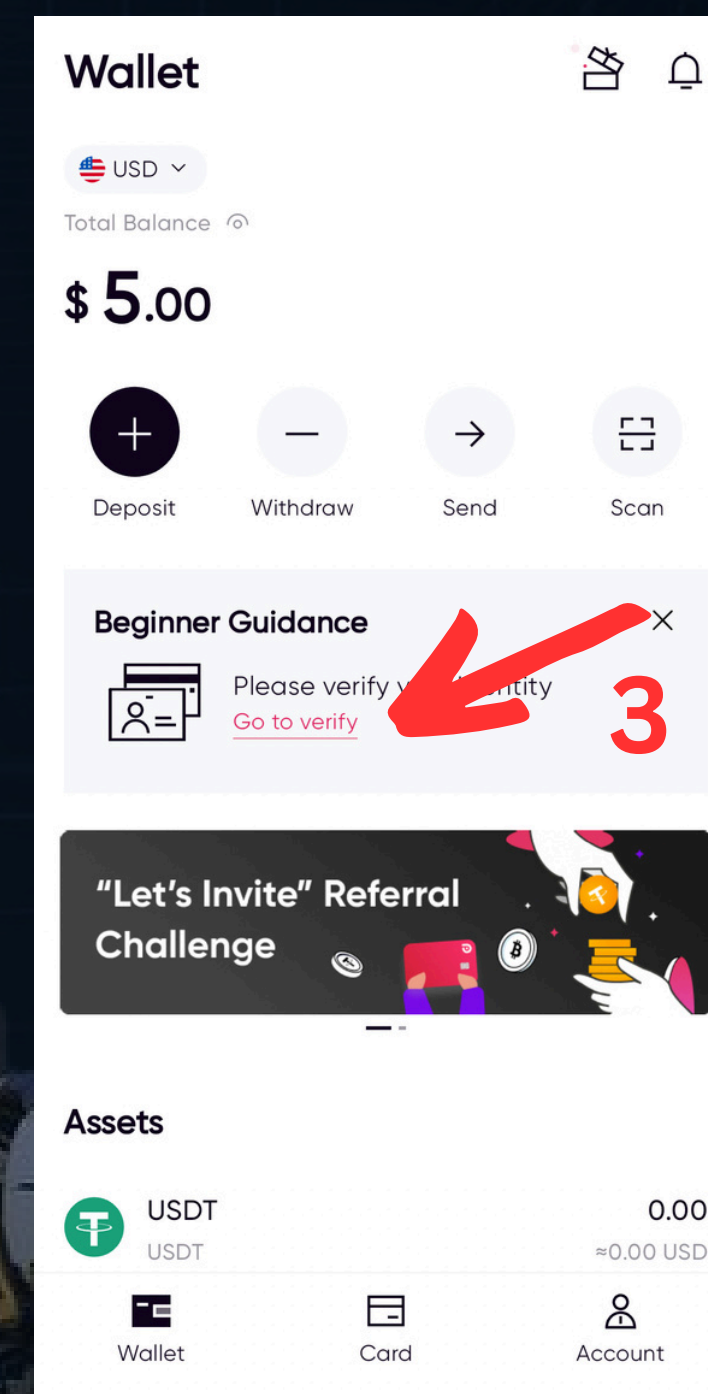 Wallet
USD
Total Balance
$ 5.00
Deposit Withdraw Send Scan
Beginner Guidance
Please verify
Go to verify
3
“Let’s Invite” Referral
Challenge
Assets
USDT 0.00
USDT ≈0.00 USD
Wallet Card Account